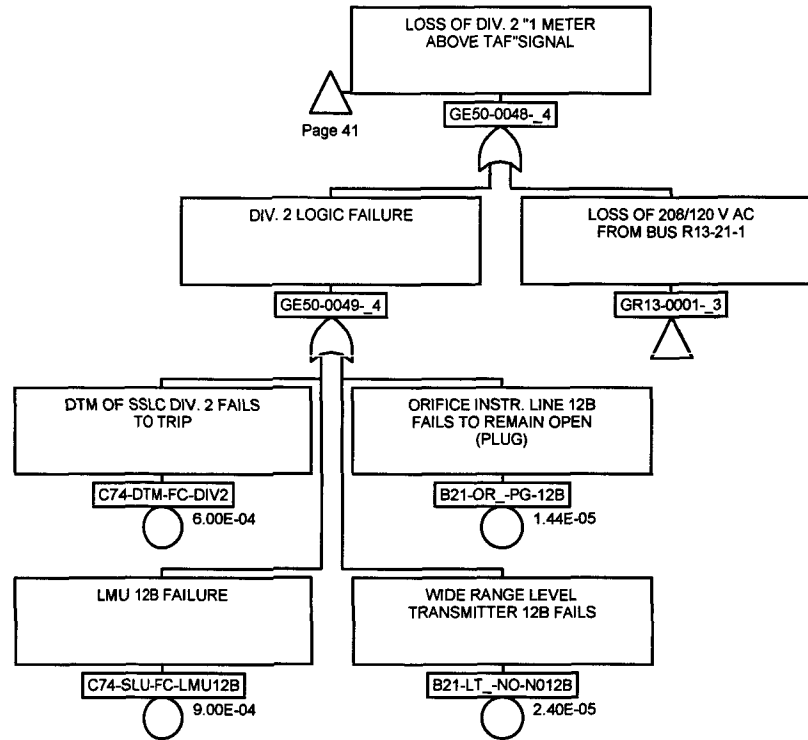 LOSS OF DIV. 2 "1 METER
ABOVE TAF"SIGNAL
Page 41
GE50-0048-_4
DIV. 2 LOGIC FAILURE
LOSS OF 208/120 V AC
FROM BUS R13-21-1
GE50-0049-_4
GR13-0001-_3
DTM OF SSLC DIV. 2 FAILS
TO TRIP
ORIFICE INSTR. LINE 12B
FAILS TO REMAIN OPEN
(PLUG)
C74-DTM-FC-DIV2
B21-OR_-PG-12B
6.00E-04
1.44E-05
LMU 12B FAILURE
WIDE RANGE LEVEL
TRANSMITTER 12B FAILS
C74-SLU-FC-LMU12B
B21-LT_-NO-N012B
9.00E-04
2.40E-05